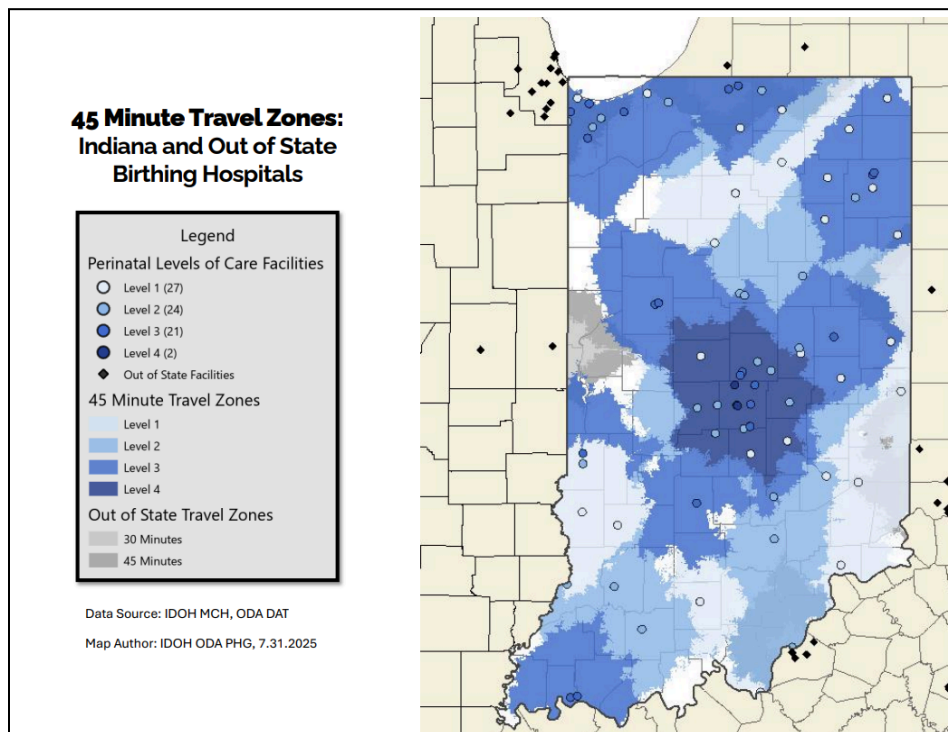 45 Minute Travel Zones:
Indiana and Out of State
Birthing Hospitals
Legend
Perinatal Levels of Care Facilities
Level 1 (27)
Level 2 (24)
Level 3 (21)
Level 4 (2)
Out of State Facilities
45 Minute Travel Zones
Level 1
Level 2
Level 3
Level 4
Out of State Travel Zones
30 Minutes
45 Minutes
Data Source: IDOH MCH, ODA DAT
Map Author: IDOH ODA PHG, 7.31.2025